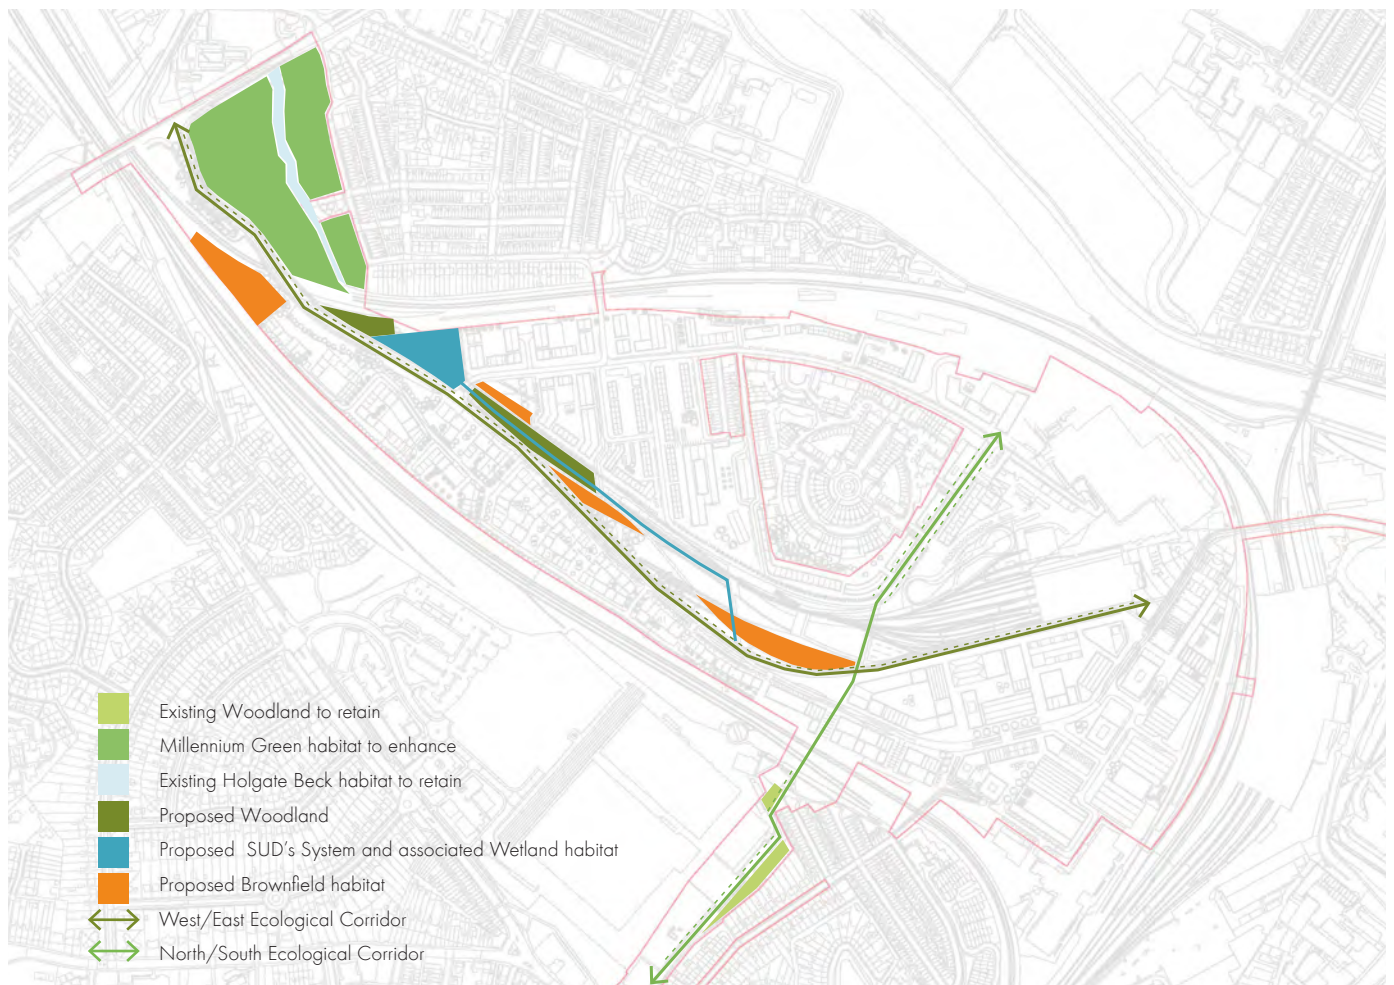 Existing Woodland to retain
Millennium Green habitat to enhance
Existing Holgate Beck habitat to retain
Proposed Woodland
Proposed SUD's System and associated Wetland habitat
Proposed Brownfield habitat
West/East Ecological Corridor
North/South Ecological Corridor